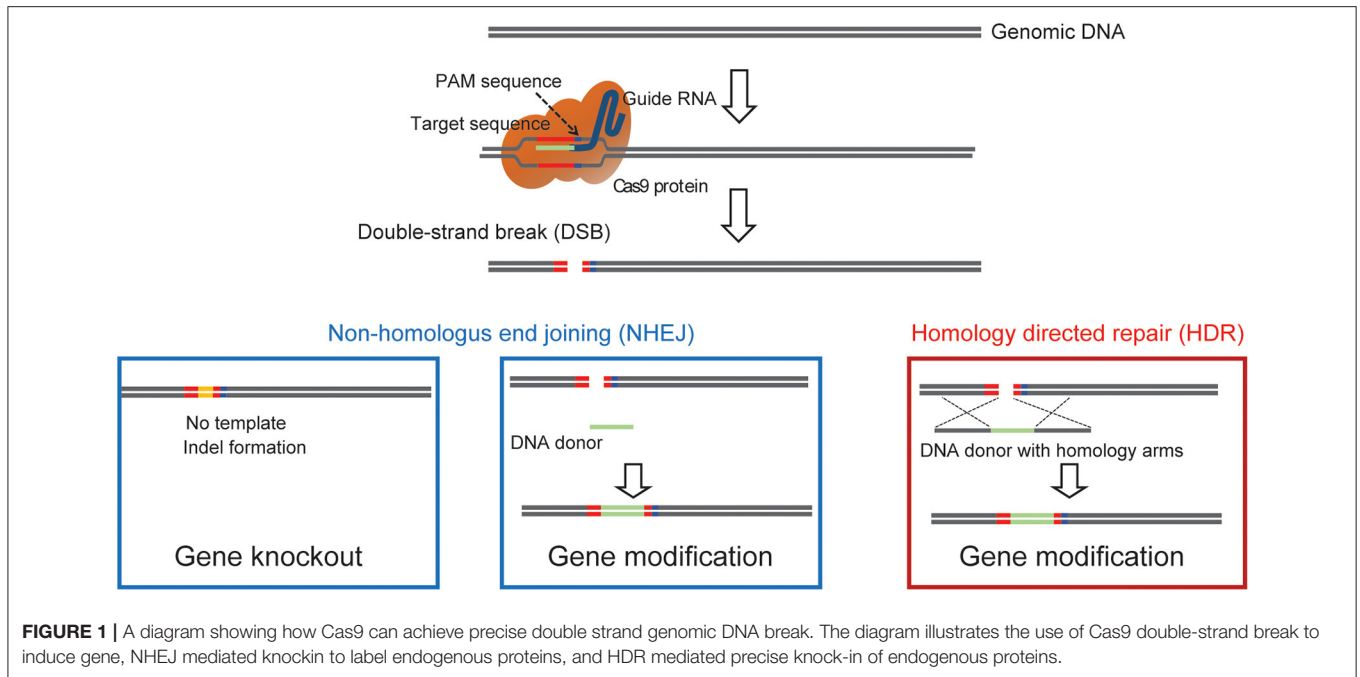 Genomic DNA
PAM sequence
Guide RNA
Target sequence
Cas9 protein
Double-strand break (DSB)
Non-homologus end joining (NHEJ)
Homology directed repair (HDR)
No template
Indel formation
Gene knockout
DNA donor
Gene modification
DNA donor with homology arms
Gene modification
FIGURE 1 | A diagram showing how Cas9 can achieve precise double strand genomic DNA break. The diagram illustrates the use of Cas9 double-strand break to
induce gene, NHEJ mediated knockin to label endogenous proteins, and HDR mediated precise knock-in of endogenous proteins.